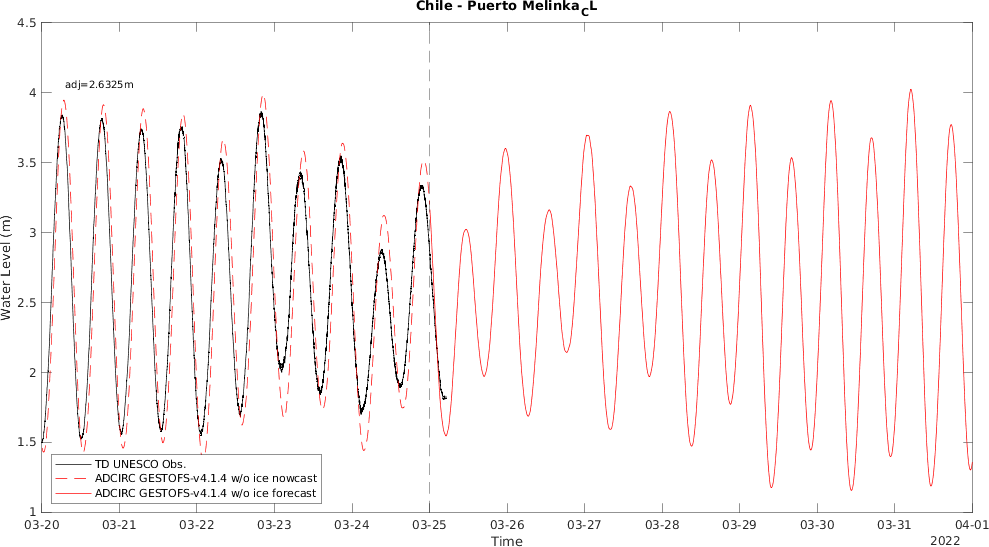 Chile - Puerto Melinka_CL
4.5
4
3.5
3
2.5
2
1.5
1
Water Level (m)
adj=2.6325m
TD UNESCO Obs.
ADCIRC GESTOFS-v4.1.4 w/o ice nowcast
ADCIRC GESTOFS-v4.1.4 w/o ice forecast
03-20 03-21 03-22 03-23 03-24 03-25 03-26 03-27 03-28 03-29 03-30 03-31 04-01
Time
2022